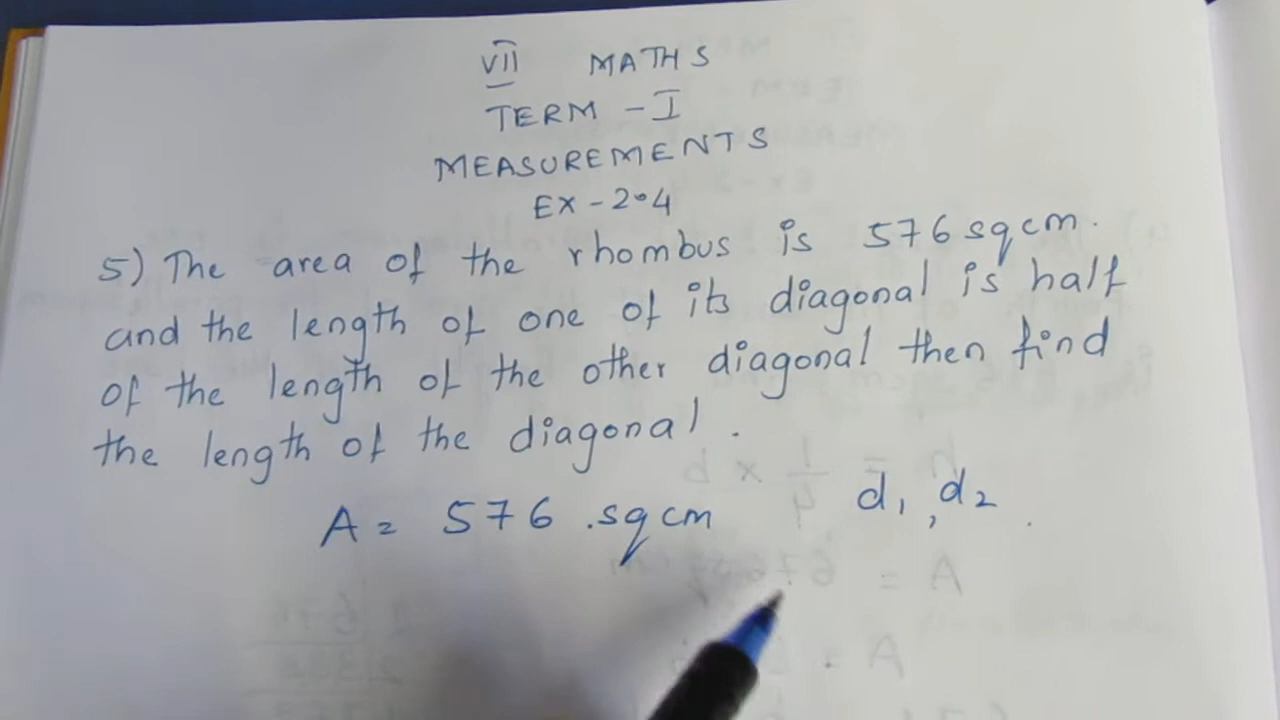 VII MATHS
TERM - I
MEASUREMENTS
EX - 2.4
5) The area of the rhombus is 576 sq cm.
and the length of one of its diagonal is half
of the length of the other diagonal then find
the length of the diagonal.
A = 576 .sq cm d1, d2